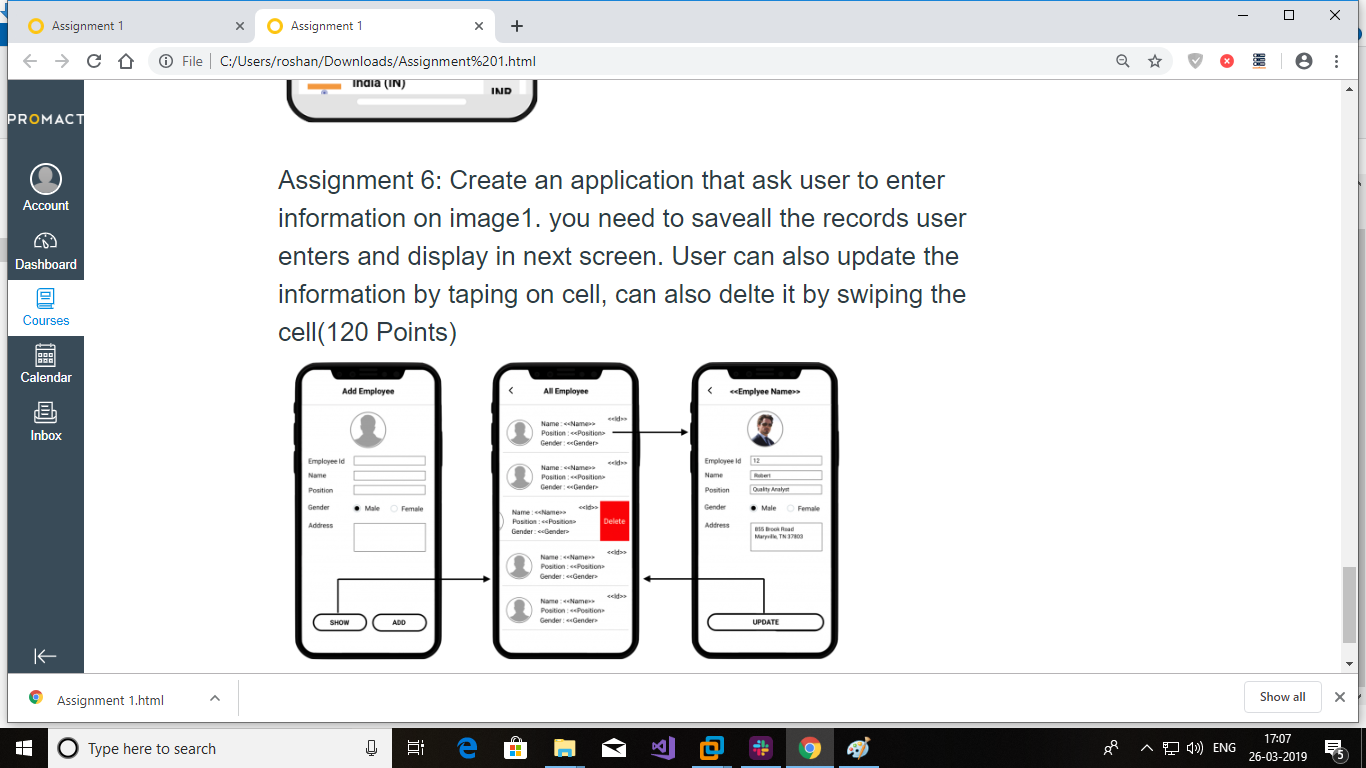 Assignment 1
Assignment 1
File
C:/Users/roshan/Downloads/Assignment%201.html
PROMACT
Account
Dashboard
Courses
Calendar
Inbox
India (IN)
INR
Assignment 6: Create an application that ask user to enter
information on image1. you need to saveall the records user
enters and display in next screen. User can also update the
information by taping on cell, can also delte it by swiping the
cell(120 Points)
Add Employee
Employee Id
Name
Position
Gender
Male
Female
Address
SHOW
ADD
All Employee
<<Id>>
Name : <<Name>>
Position : <<Position>
Gender : <<Gender>
<<Id>>
Name : <<Name>>
Position : <<Position>
Gender : <<Gender>
<<Id>>
Name : <<Name>>
Position : <<Position>
Gender : <<Gender>
Delete
<<Id>>
Name : <<Name>>
Position : <<Position>
Gender : <<Gender>
<<Id>>
Name : <<Name>>
Position : <<Position>
Gender : <<Gender>
<<Emplyee Name>>
Employee Id
12
Name
Robert
Position
Quality Analyst
Gender
Male
Female
Address
855 Brook Road
Maryville, TN 37803
UPDATE
Assignment 1.html
Show all
Type here to search
ENG
17:07
26-03-2019
5